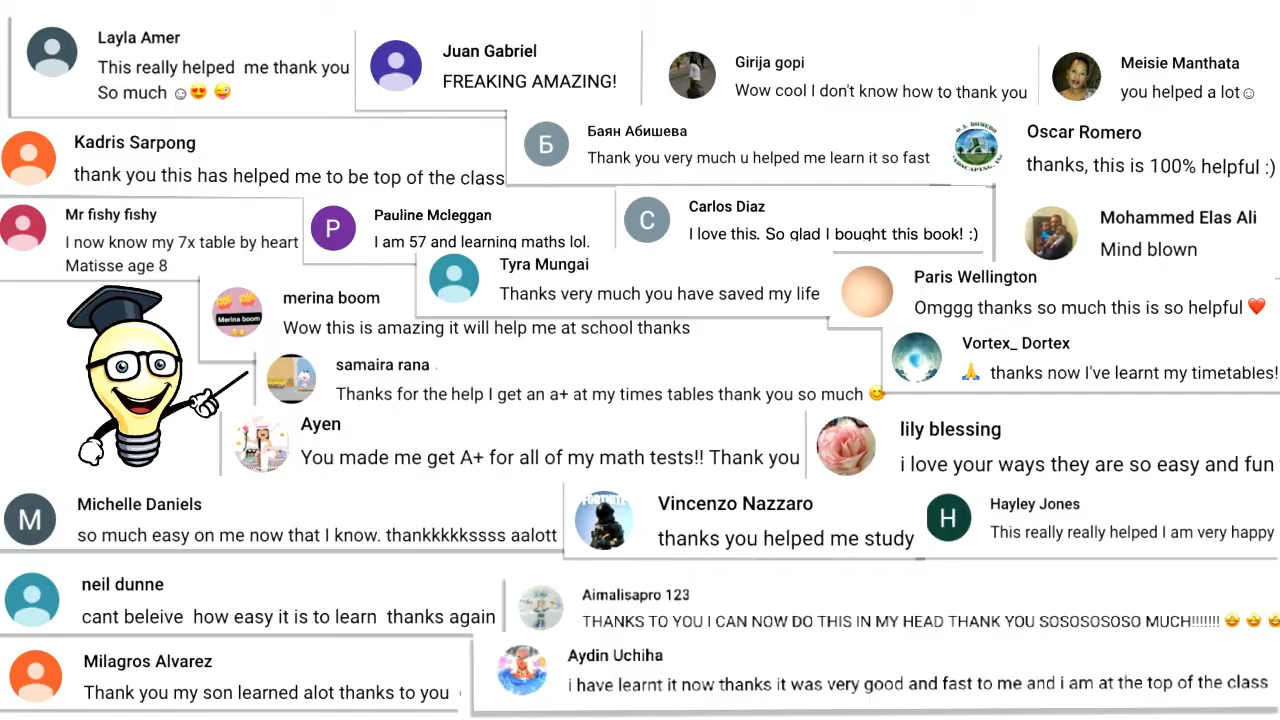 Layla Amer
This really helped me thank you
So much ☺😍 😜
Juan Gabriel
FREAKING AMAZING!
Girija gopi
Wow cool I don't know how to thank you
Meisie Manthata
you helped a lot☺
Kadris Sarpong
thank you this has helped me to be top of the class
Б
Баян Абишева
Thank you very much u helped me learn it so fast
Oscar Romero
thanks, this is 100% helpful :)
Mr fishy fishy
I now know my 7x table by heart
Matisse age 8
P
Pauline Mcleggan
I am 57 and learning maths lol.
C
Carlos Diaz
I love this. So glad I bought this book! :)
Mohammed Elas Ali
Mind blown
Tyra Mungai
Thanks very much you have saved my life
Paris Wellington
Omggg thanks so much this is so helpful ❤️
Merina boom
merina boom
Wow this is amazing it will help me at school thanks
Vortex_ Dortex
🙏 thanks now I've learnt my timetables!
samaira rana
Thanks for the help I get an a+ at my times tables thank you so much 😊
Ayen
You made me get A+ for all of my math tests!! Thank you
lily blessing
i love your ways they are so easy and fun
M
Michelle Daniels
so much easy on me now that I know. thankkkkkssss aalott
FORTNITE
Vincenzo Nazzaro
thanks you helped me study
H
Hayley Jones
This really really helped I am very happy
neil dunne
cant beleive how easy it is to learn thanks again
Aimalisapro 123
THANKS TO YOU I CAN NOW DO THIS IN MY HEAD THANK YOU SOSOSOSOSO MUCH!!!!!!! 🤩 🤩 🤩
Milagros Alvarez
Thank you my son learned alot thanks to you
Aydin Uchiha
i have learnt it now thanks it was very good and fast to me and i am at the top of the class